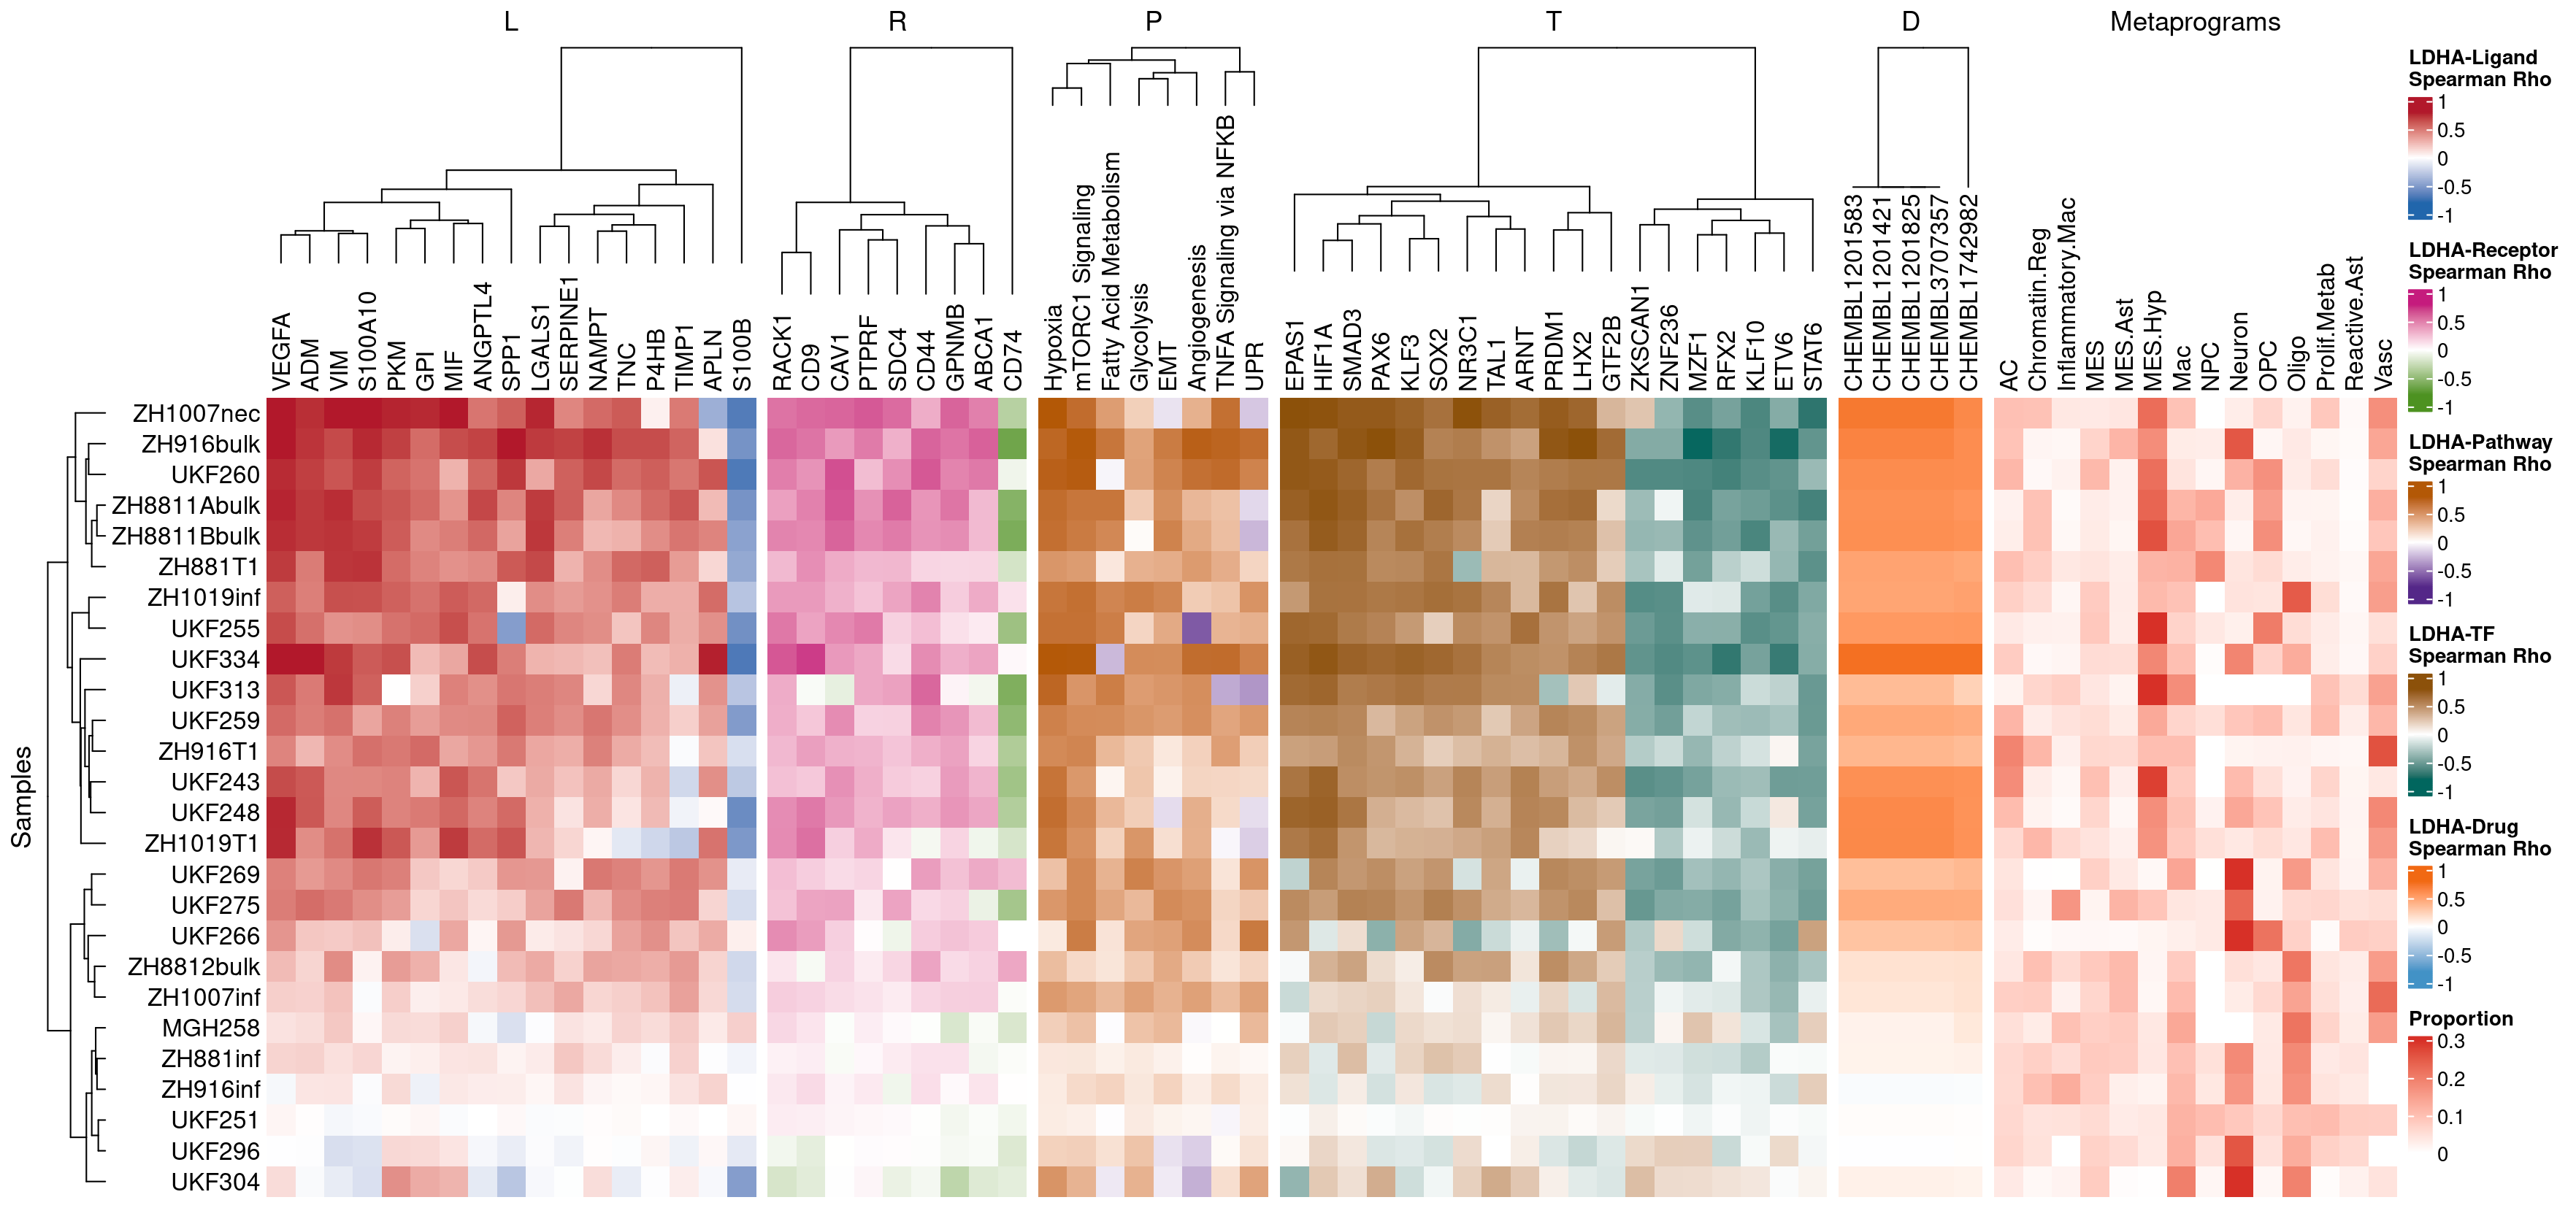 L
R
P
T
D
Metaprograms
VEGFA
ADM
VIM
S100A10
PKM
GPI
MIF
ANGPTL4
SPP1
LGALS1
SERPINE1
NAMPT
TNC
P4HB
TIMP1
APLN
S100B
RACK1
CD9
CAV1
PTPRF
SDC4
CD44
GPNMB
ABCA1
CD74
Hypoxia
mTORC1 Signaling
Fatty Acid Metabolism
Glycolysis
EMT
Angiogenesis
TNFA Signaling via NFKB
UPR
EPAS1
HIF1A
SMAD3
PAX6
KLF3
SOX2
NR3C1
TAL1
ARNT
PRDM1
LHX2
GTF2B
ZKSCAN1
ZNF236
MZF1
RFX2
KLF10
ETV6
STAT6
CHEMBL1201583
CHEMBL1201421
CHEMBL1201825
CHEMBL3707357
CHEMBL1742982
AC
Chromatin.Reg
Inflammatory.Mac
MES
MES.Ast
MES.Hyp
Mac
NPC
Neuron
OPC
Oligo
Prolif.Metab
Reactive.Ast
Vasc
Samples
ZH1007nec
ZH916bulk
UKF260
ZH8811Abulk
ZH8811Bbulk
ZH881T1
ZH1019inf
UKF255
UKF334
UKF313
UKF259
ZH916T1
UKF243
UKF248
ZH1019T1
UKF269
UKF275
UKF266
ZH8812bulk
ZH1007inf
MGH258
ZH881inf
ZH916inf
UKF251
UKF296
UKF304
LDHA-Ligand
Spearman Rho
1
0.5
0
-0.5
-1
LDHA-Receptor
Spearman Rho
1
0.5
0
-0.5
-1
LDHA-Pathway
Spearman Rho
1
0.5
0
-0.5
-1
LDHA-TF
Spearman Rho
1
0.5
0
-0.5
-1
LDHA-Drug
Spearman Rho
1
0.5
0
-0.5
-1
Proportion
0.3
0.2
0.1
0